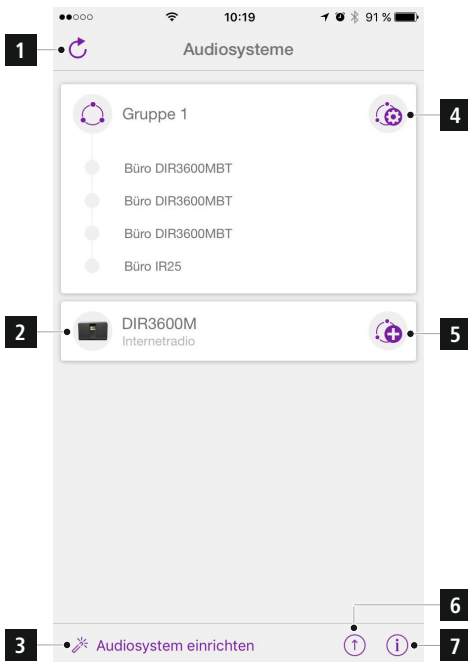 10:19 91 %
1 Audiosysteme
Gruppe 1 4
Büro DIR3600MBT
Büro DIR3600MBT
Büro DIR3600MBT
Büro IR25
2 DIR3600M 5
Internetradio
6
3 Audiosystem einrichten i 7